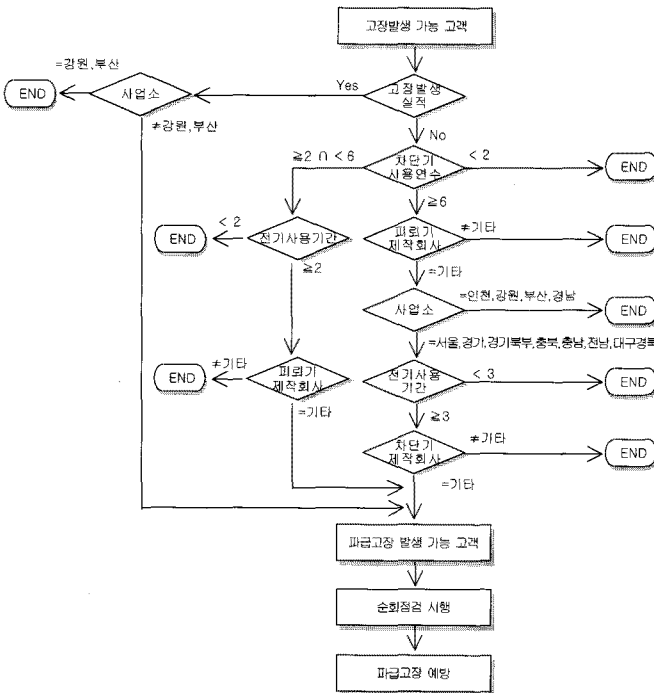 고장발생 가능 고객
=강원,부산
Yes
고장발생
실적
END
사업소
≠강원,부산
No
≧2 ∩ < 6
차단기
사용연수
< 2
END
≧6
< 2
END
전기사용기간
≧2
피뢰기
제작회사
≠기타
END
=기타
사업소
=인천,강원,부산,경남
END
=서울,경기,경기북부,충북,충남,전남,대구경북
≠기타
END
피뢰기
제작회사
=기타
전기사용
기간
< 3
END
≧3
차단기
제작회사
≠기타
END
=기타
파급고장 발생 가능 고객
순회점검 시행
파급고장 예방